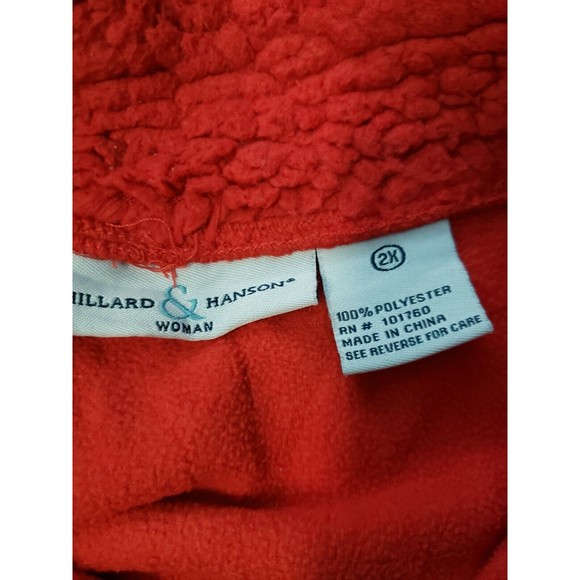 HILLARD & HANSON®
WOMAN
2X
100% POLYESTER
RN # 101760
MADE IN CHINA
SEE REVERSE FOR CARE